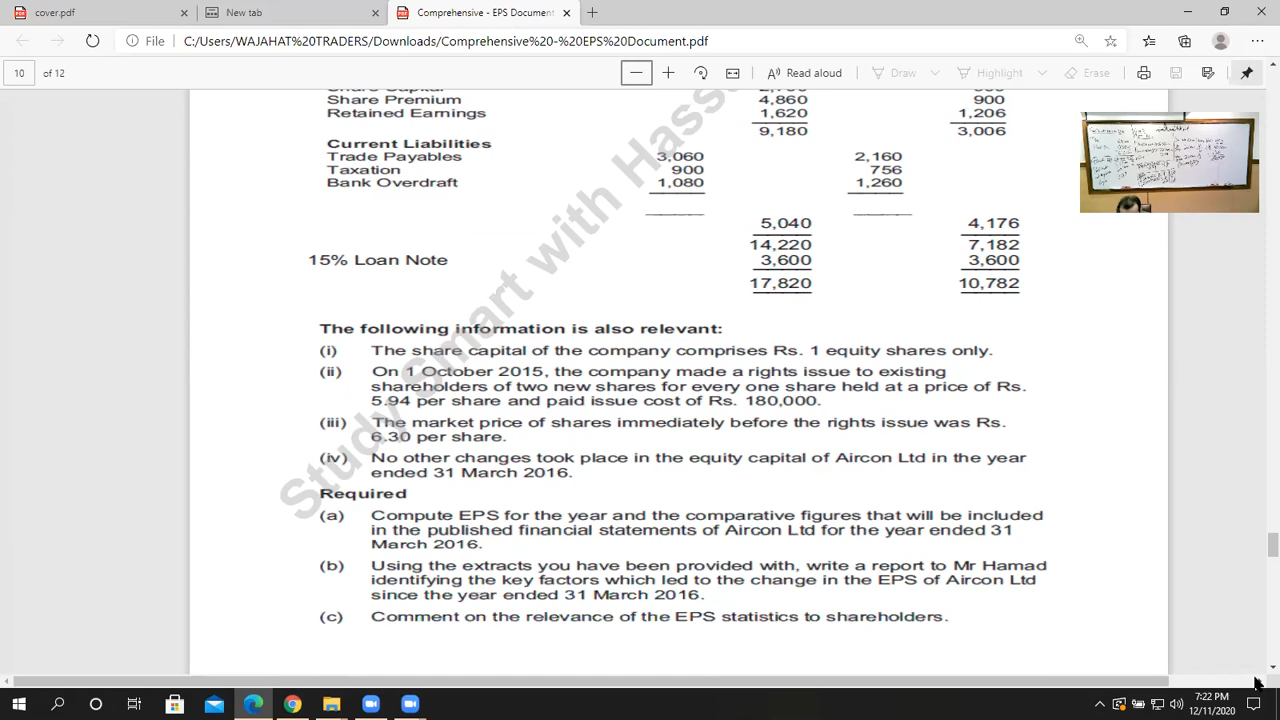 cover.pdf
New tab
Comprehensive - EPS Document
File
C:/Users/WAJAHAT%20TRADERS/Downloads/Comprehensive%20-%20EPS%20Document.pdf
10 of 12
Read aloud
Draw
Highlight
Erase
Share Premium 4,860 900
Retained Earnings 1,620 1,206
9,180 3,006
Current Liabilities
Trade Payables 3,060 2,160
Taxation 900 756
Bank Overdraft 1,080 1,260
5,040 4,176
14,220 7,182
15% Loan Note 3,600 3,600
17,820 10,782
The following information is also relevant:
(i) The share capital of the company comprises Rs. 1 equity shares only.
(ii) On 1 October 2015, the company made a rights issue to existing
shareholders of two new shares for every one share held at a price of Rs.
5.94 per share and paid issue cost of Rs. 180,000.
(iii) The market price of shares immediately before the rights issue was Rs.
6.30 per share.
(iv) No other changes took place in the equity capital of Aircon Ltd in the year
ended 31 March 2016.
Required
(a) Compute EPS for the year and the comparative figures that will be included
in the published financial statements of Aircon Ltd for the year ended 31
March 2016.
(b) Using the extracts you have been provided with, write a report to Mr Hamad
identifying the key factors which led to the change in the EPS of Aircon Ltd
since the year ended 31 March 2016.
(c) Comment on the relevance of the EPS statistics to shareholders.
Study Smart with Hass
7:22 PM
12/11/2020